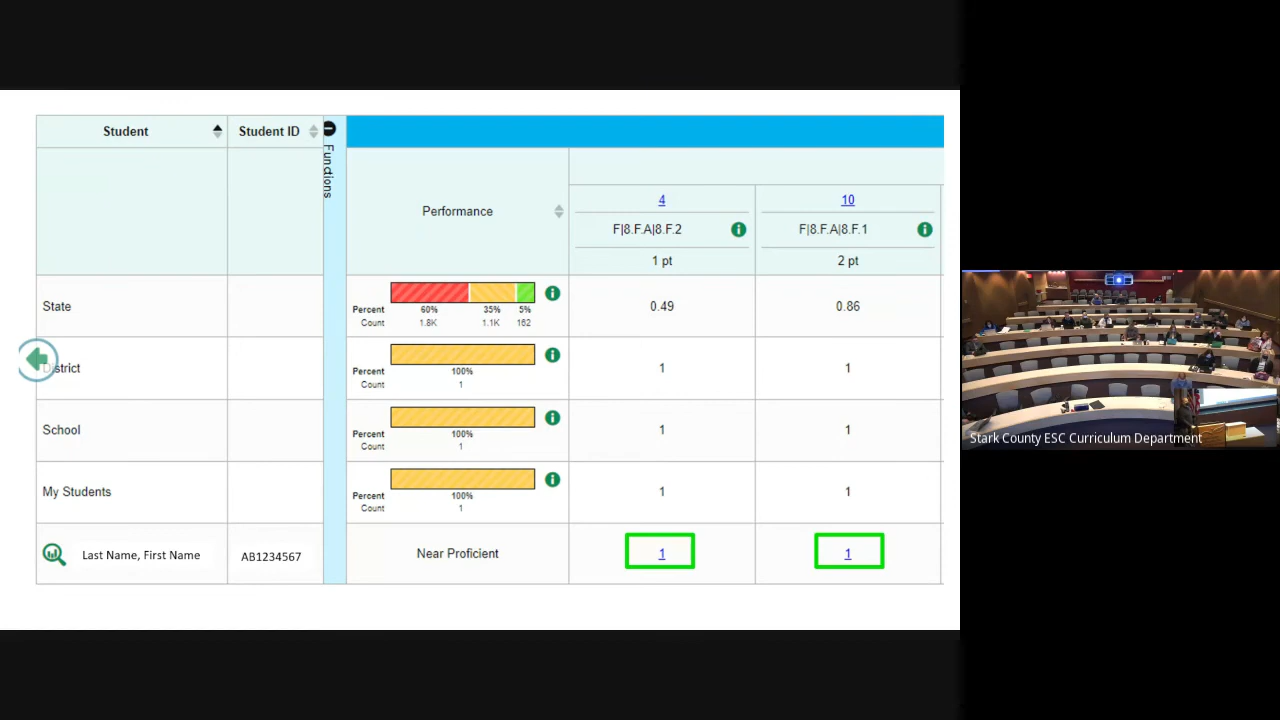 Student
Student ID
Functions
Performance
4
10
F|8.F.A|8.F.2
F|8.F.A|8.F.1
1 pt
2 pt
State
Percent 60% 35% 5%
Count 1.8K 1.1K 162
0.49
0.86
District
100%
Percent
Count 1
1
1
School
Percent 100%
Count 1
1
1
My Students
Percent 100%
Count 1
1
1
Last Name, First Name
AB1234567
Near Proficient
1
1
Stark County ESC Curriculum Department